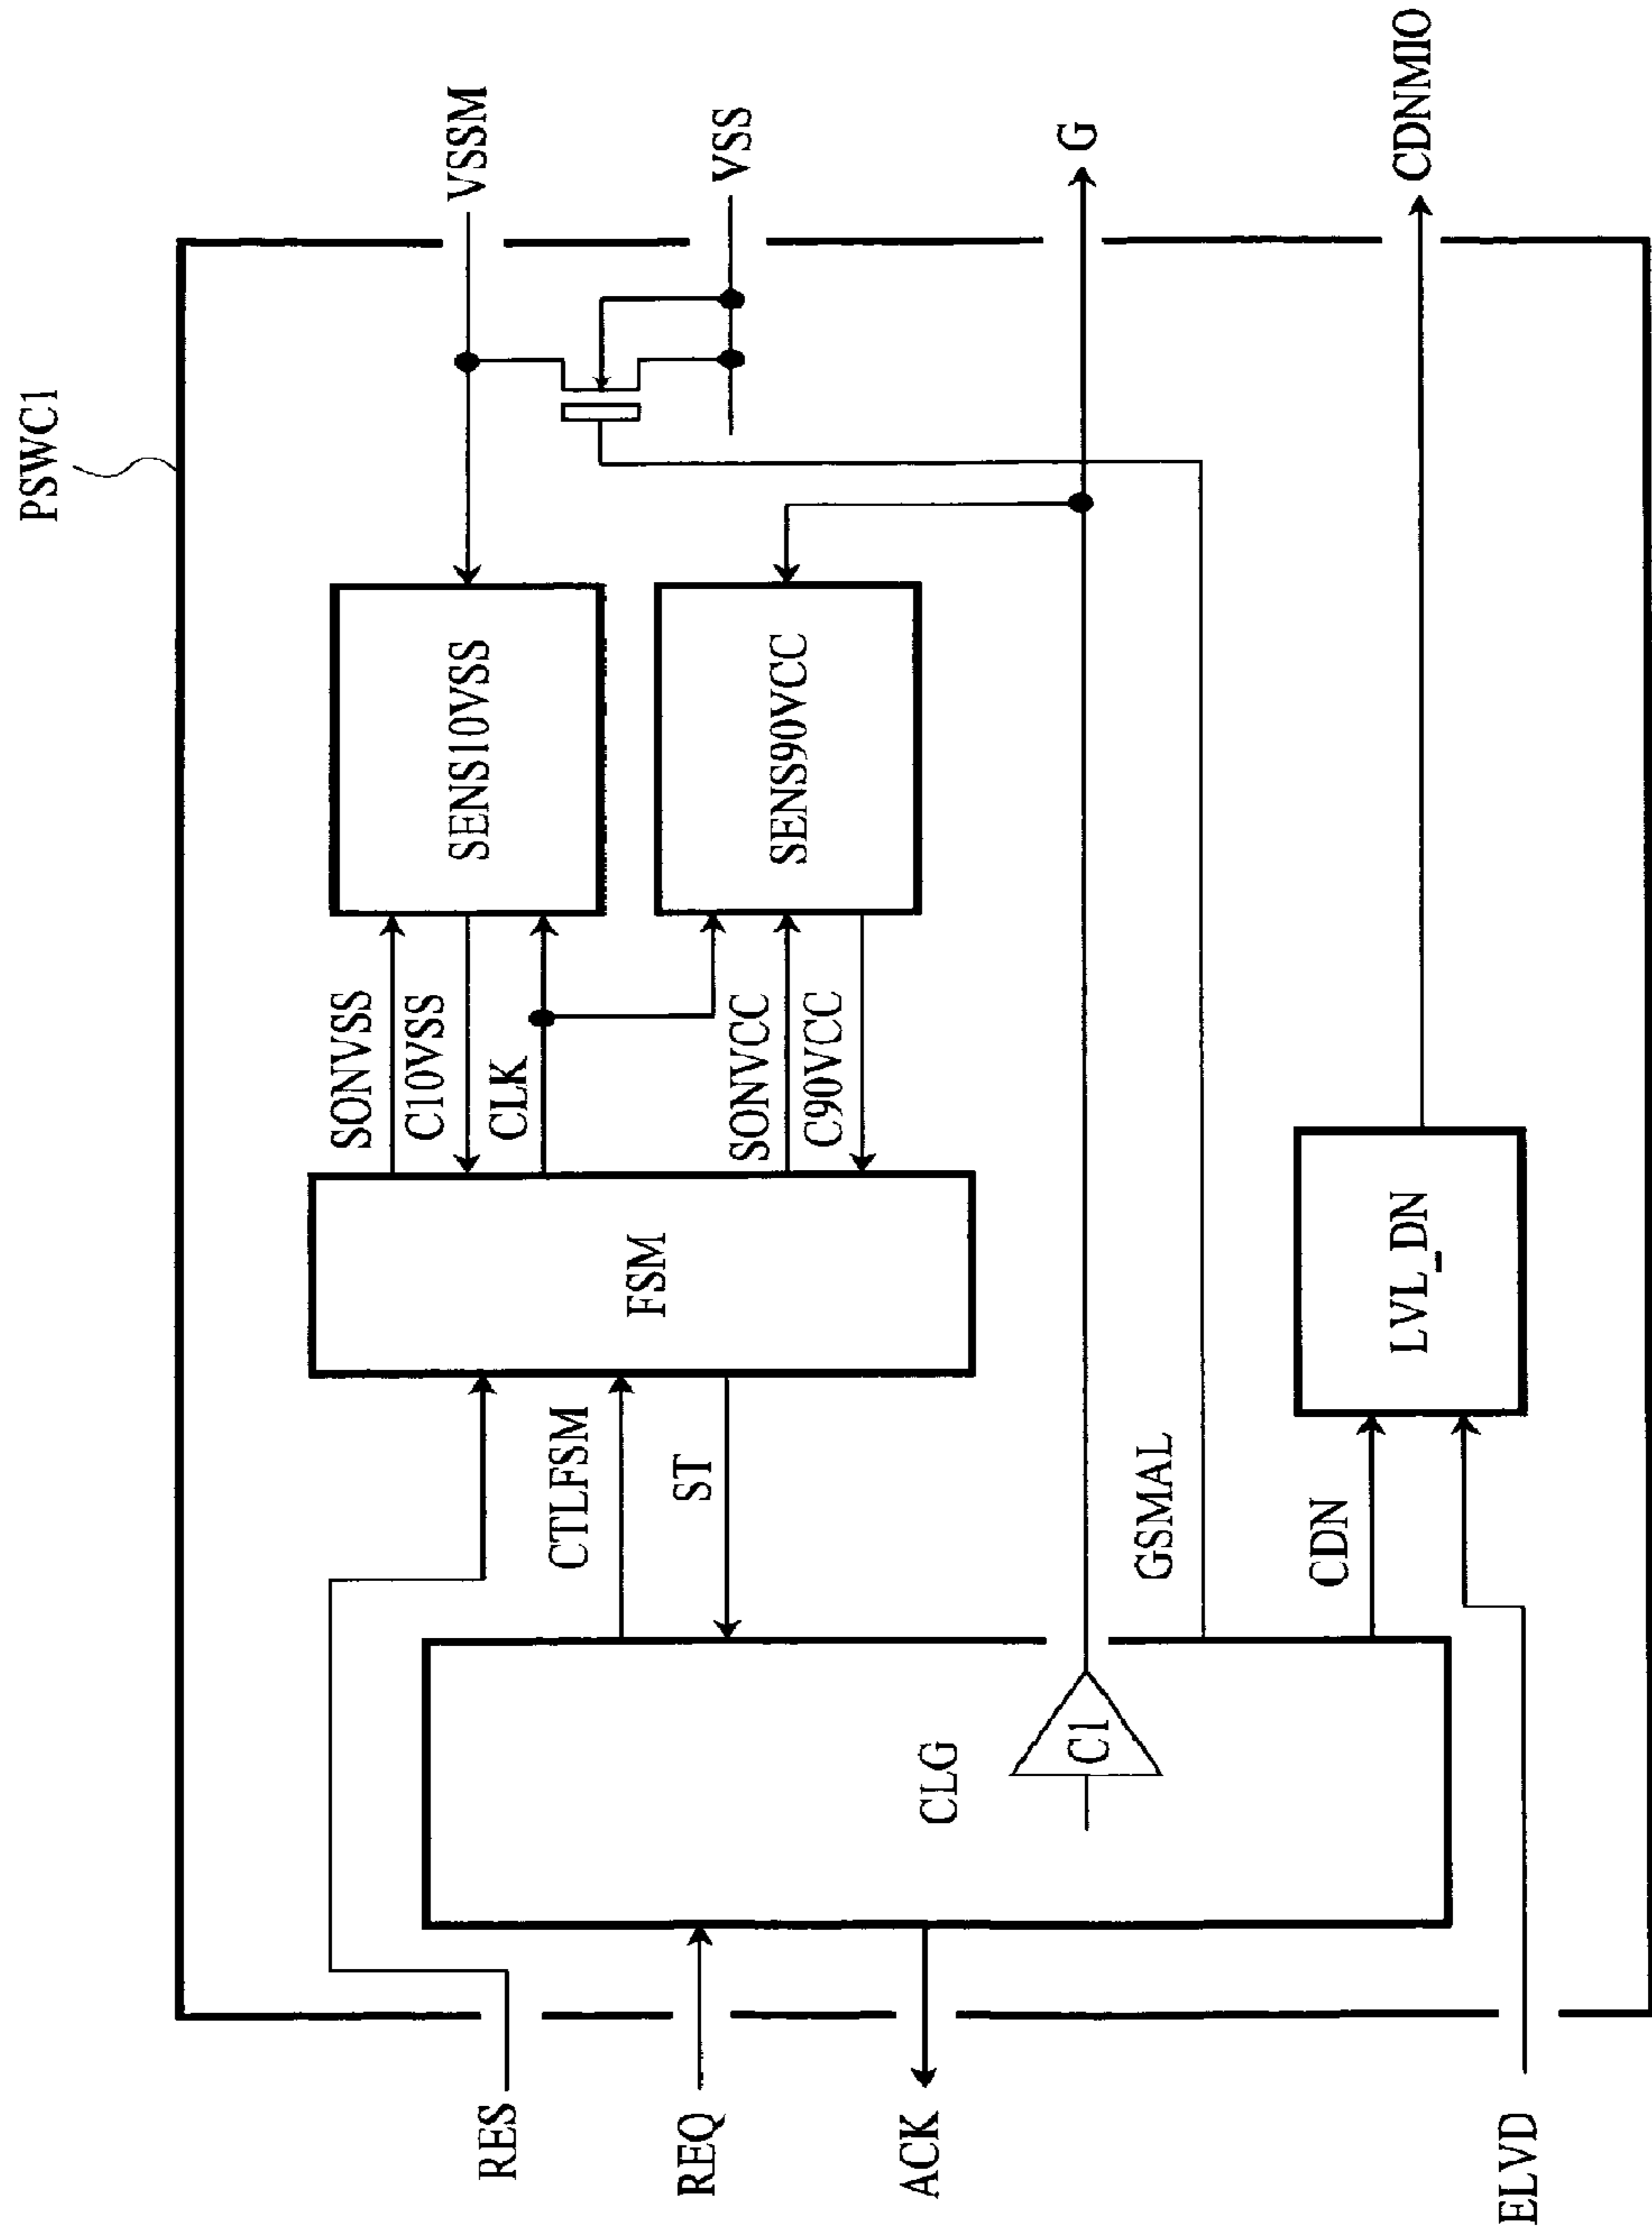 PSWC1
VSSM
VSS
G
CDNMIO
SENS10VSS
SENS90VCC
SONVSS
C10VSS
CLK
SONVCC
C90VCC
FSM
LVL_DN
CTLFSM
ST
GSMAL
CDN
CLG
C1
RES
REQ
ACK
ELVD